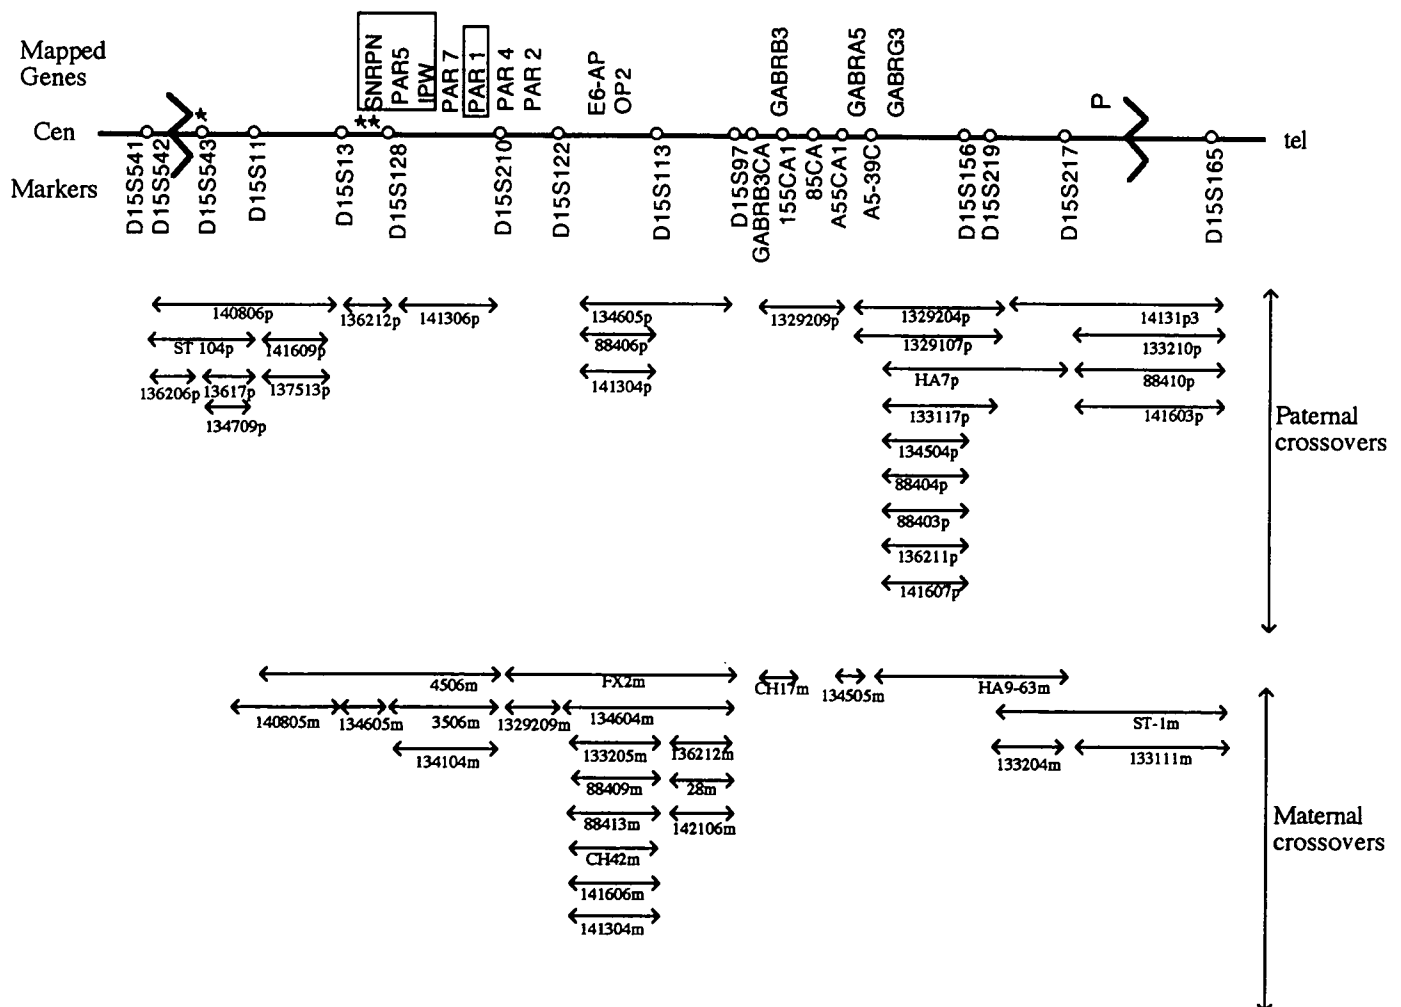 Mapped
Genes
SNRPN
PAR5
IPW
PAR 7
PAR 1
PAR 4
PAR 2
E6-AP
OP2
GABRB3
GABRA5
GABRG3
P
Cen
*
**
tel
Markers
D15S541
D15S542
D15S543
D15S11
D15S13
D15S128
D15S210
D15S122
D15S113
D15S97
GABRB3CA
155CA1
85CA
A55CA1
A5-39C
D15S156
D15S219
D15S217
D15S165
140806p
136212p
141306p
134605p
1329209p
1329204p
14131p3
ST 104p
141609p
88406p
1329107p
133210p
136206p
13617p
137513p
141304p
HA7p
88410p
134709p
133117p
141603p
134504p
88404p
88403p
136211p
141607p
Paternal
crossovers
4506m
FX2m
CH17m
134505m
HA9-63m
140805m
134605m
3506m
1329209m
134604m
ST-1m
134104m
133205m
136212m
133204m
133111m
88409m
28m
88413m
142106m
CH42m
141606m
141304m
Maternal
crossovers